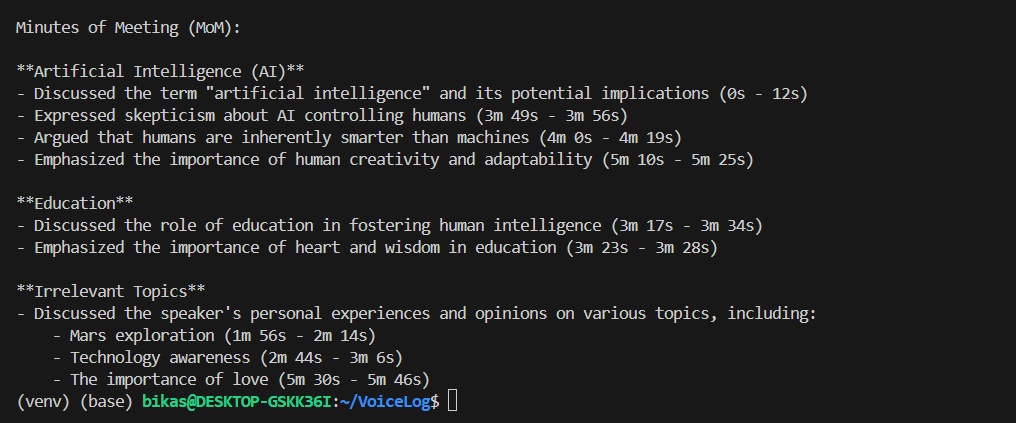 Minutes of Meeting (MoM):
**Artificial Intelligence (AI)**
- Discussed the term "artificial intelligence" and its potential implications (0s - 12s)
- Expressed skepticism about AI controlling humans (3m 49s - 3m 56s)
- Argued that humans are inherently smarter than machines (4m 0s - 4m 19s)
- Emphasized the importance of human creativity and adaptability (5m 10s - 5m 25s)
**Education**
- Discussed the role of education in fostering human intelligence (3m 17s - 3m 34s)
- Emphasized the importance of heart and wisdom in education (3m 23s - 3m 28s)
**Irrelevant Topics**
- Discussed the speaker's personal experiences and opinions on various topics, including:
    - Mars exploration (1m 56s - 2m 14s)
    - Technology awareness (2m 44s - 3m 6s)
    - The importance of love (5m 30s - 5m 46s)
(venv) (base) bikas@DESKTOP-GSKK36I:~/VoiceLog$